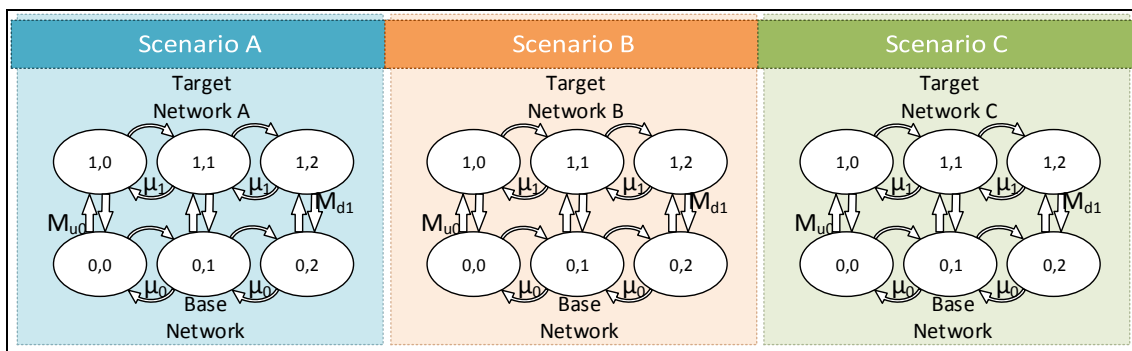 Scenario A
Target
Network A
1,0 1,1 1,2
μ1 μ1
Mu0 Md1
0,0 0,1 0,2
μ0 μ0
Base
Network
Scenario B
Target
Network B
1,0 1,1 1,2
μ1 μ1
Mu0 Md1
0,0 0,1 0,2
μ0 μ0
Base
Network
Scenario C
Target
Network C
1,0 1,1 1,2
μ1 μ1
Mu0 Md1
0,0 0,1 0,2
μ0 μ0
Base
Network